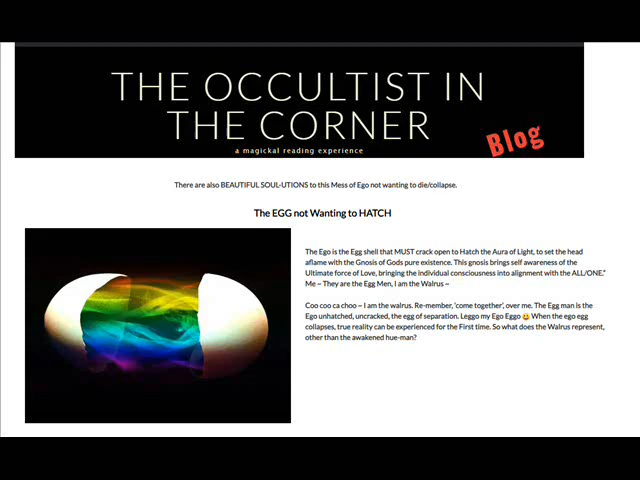 THE OCCULTIST IN
THE CORNER
a magickal reading experience
Blog
There are also BEAUTIFUL SOUL-UTIONS to this Mess of Ego not wanting to die/collapse.
The EGG not Wanting to HATCH
The Ego is the Egg shell that MUST crack open to Hatch the Aura of Light, to set the head
aflame with the Gnosis of Gods pure existence. This gnosis brings self awareness of the
Ultimate force of Love, bringing the individual consciousness into alignment with the ALL/ONE."
Me ~ They are the Egg Men, I am the Walrus ~
Coo coo ca choo ~ I am the walrus. Re-member, 'come together', over me. The Egg man is the
Ego unhatched, uncracked, the egg of separation. Leggo my Ego Eggo 😃 When the ego egg
collapses, true reality can be experienced for the First time. So what does the Walrus represent,
other than the awakened hue-man?